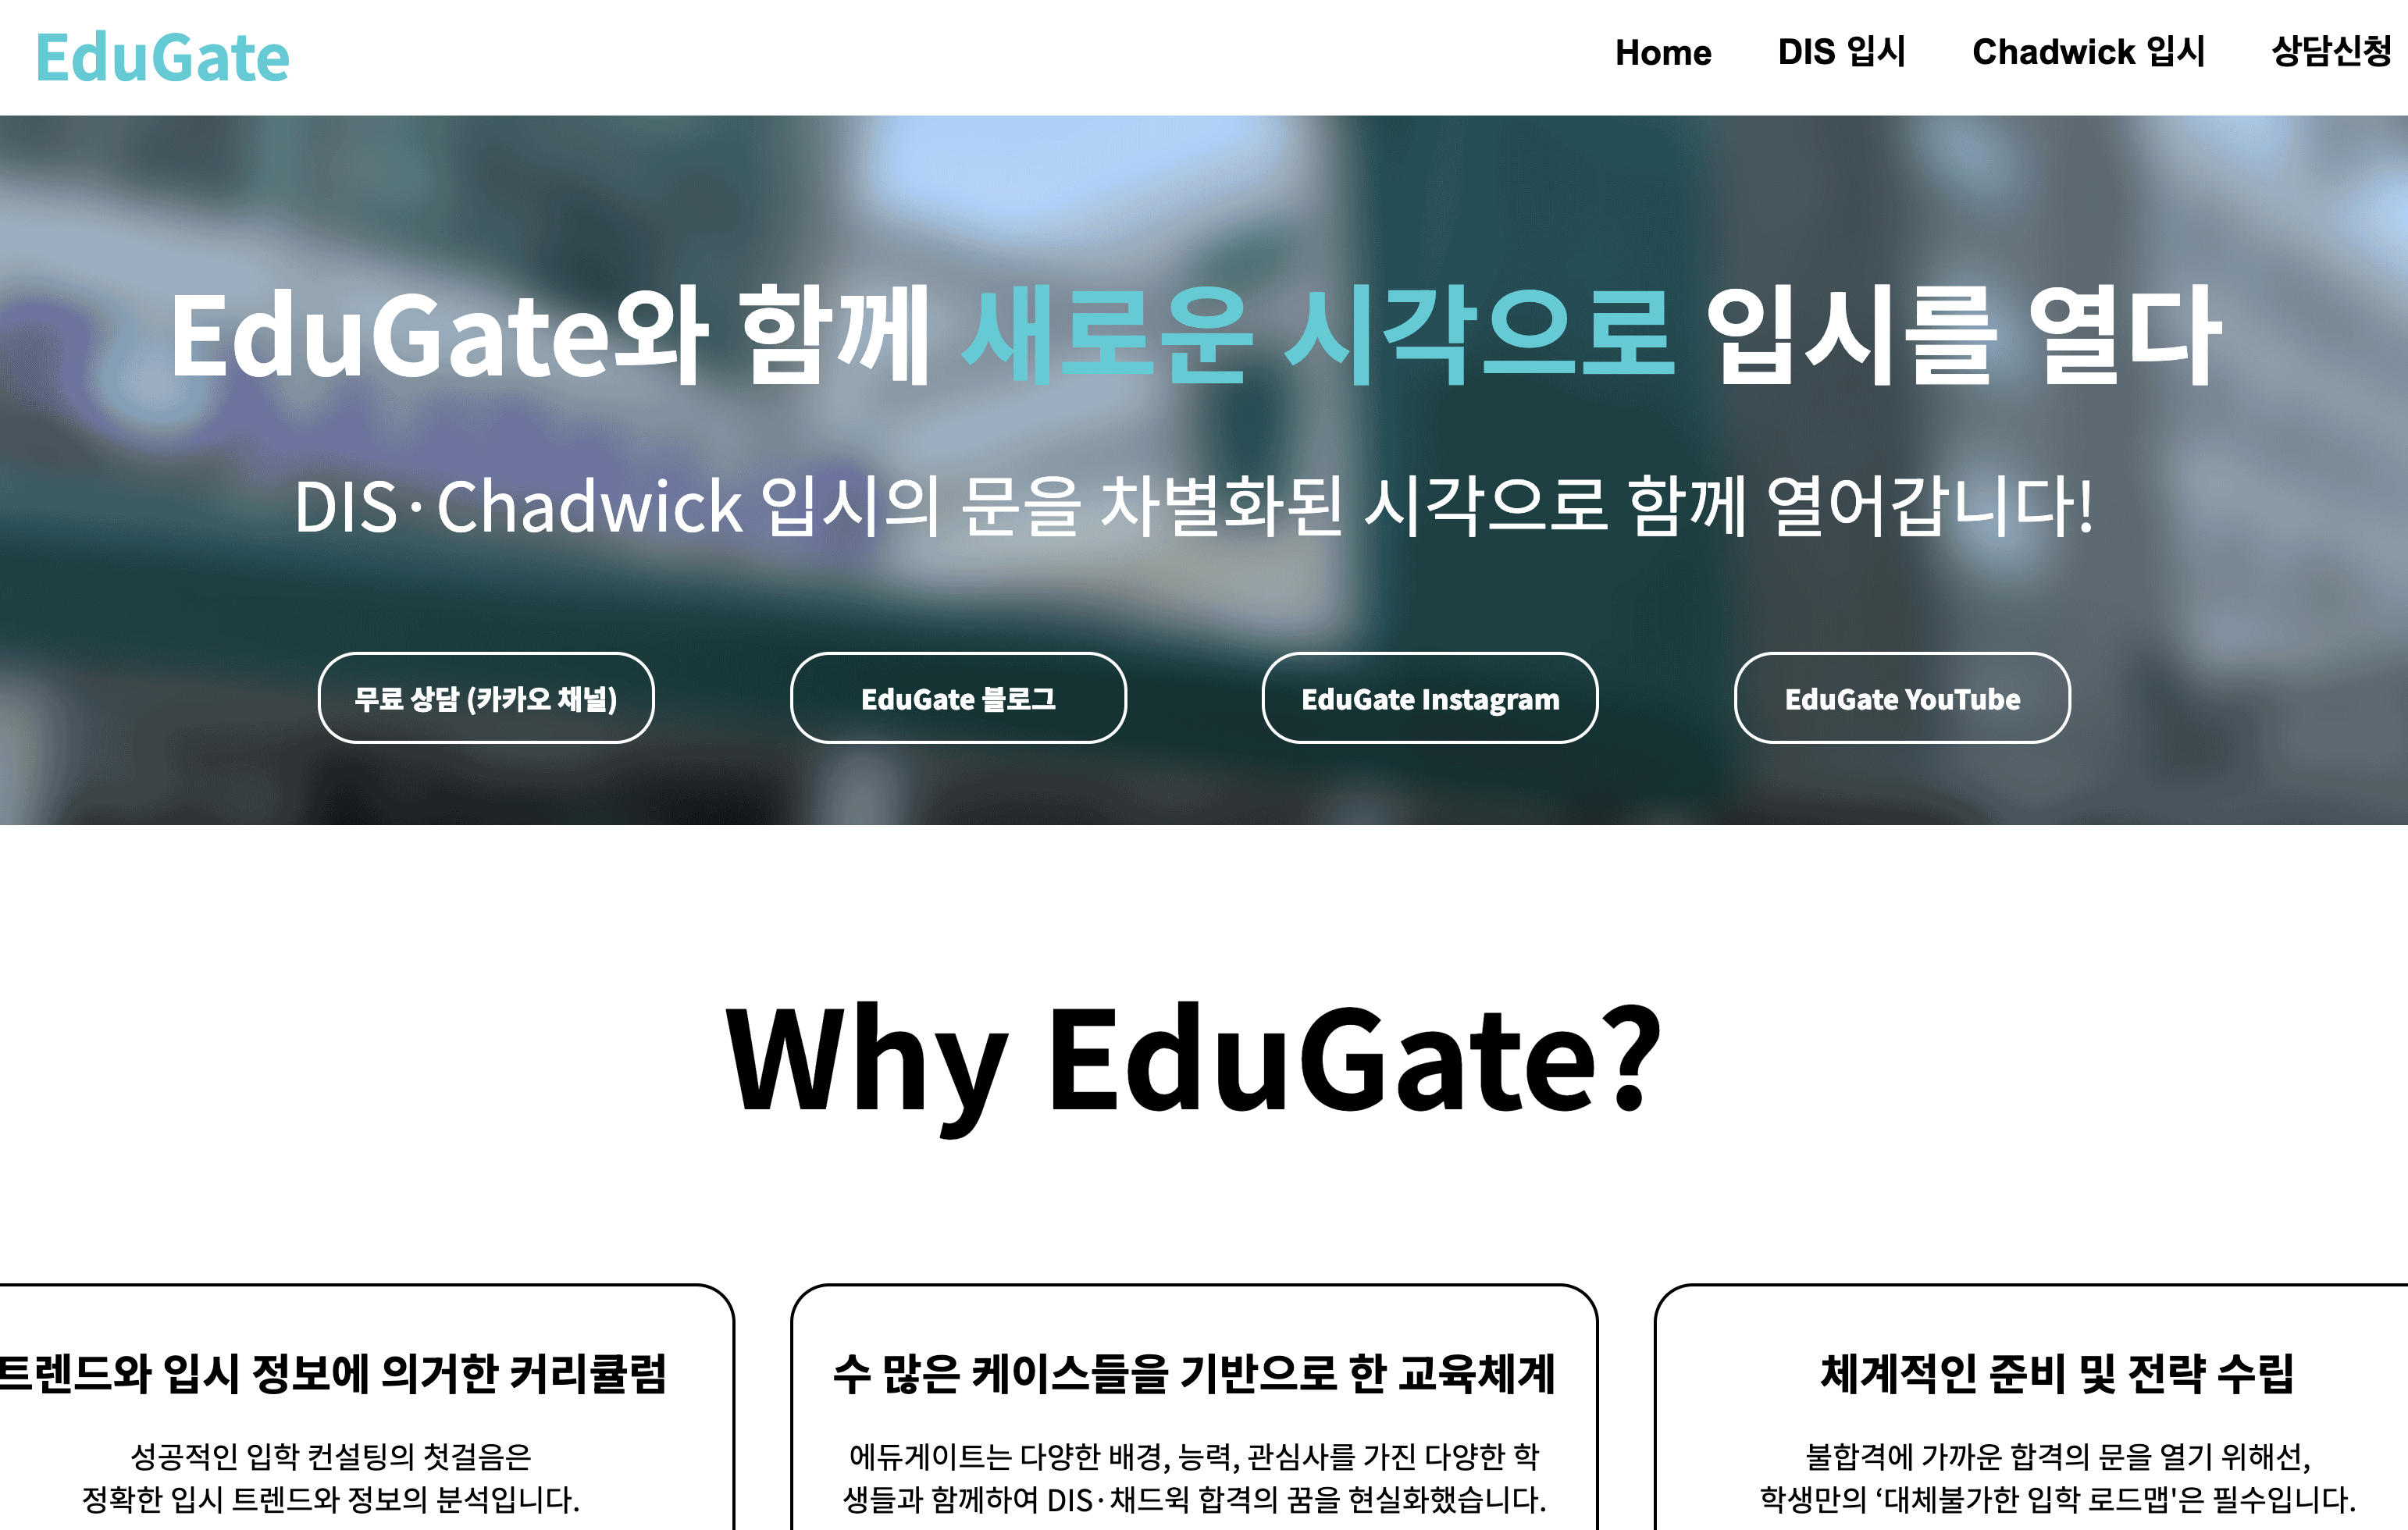 EduGate
Home DIS 입시 Chadwick 입시 상담신청
EduGate와 함께 새로운 시각으로 입시를 열다
DIS·Chadwick 입시의 문을 차별화된 시각으로 함께 열어갑니다!
무료 상담 (카카오 채널)
EduGate 블로그
EduGate Instagram
EduGate YouTube
Why EduGate?
트렌드와 입시 정보에 의거한 커리큘럼
성공적인 입학 컨설팅의 첫걸음은
정확한 입시 트렌드와 정보의 분석입니다.
수 많은 케이스들을 기반으로 한 교육체계
에듀게이트는 다양한 배경, 능력, 관심사를 가진 다양한 학
생들과 함께하여 DIS·채드윅 합격의 꿈을 현실화했습니다.
체계적인 준비 및 전략 수립
불합격에 가까운 합격의 문을 열기 위해선,
학생만의 ‘대체불가한 입학 로드맵'은 필수입니다.